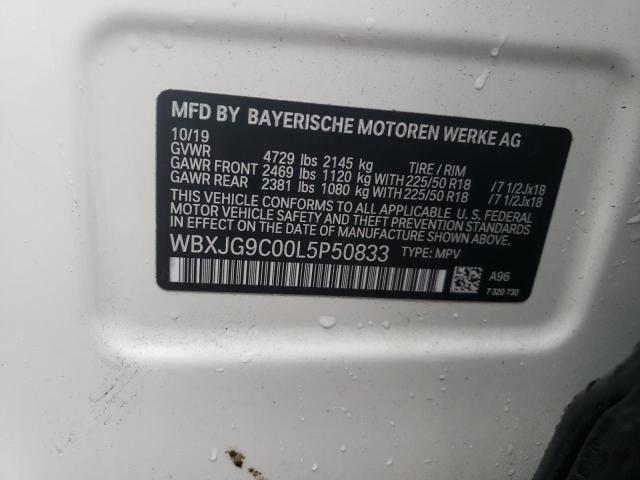 MFD BY BAYERISCHE MOTOREN WERKE AG
10/19
GVWR 4729 lbs 2145 kg TIRE / RIM
GAWR FRONT 2469 lbs 1120 kg WITH 225/50 R18 /7 1/2Jx18
GAWR REAR 2381 lbs 1080 kg WITH 225/50 R18 /7 1/2Jx18
THIS VEHICLE CONFORMS TO ALL APPLICABLE U.S. FEDERAL
MOTOR VEHICLE SAFETY AND THEFT PREVENTION STANDARDS
IN EFFECT ON THE DATE OF MANUFACTURE SHOWN ABOVE.
WBXJG9C00L5P50833 TYPE: MPV
A96
7 320 730